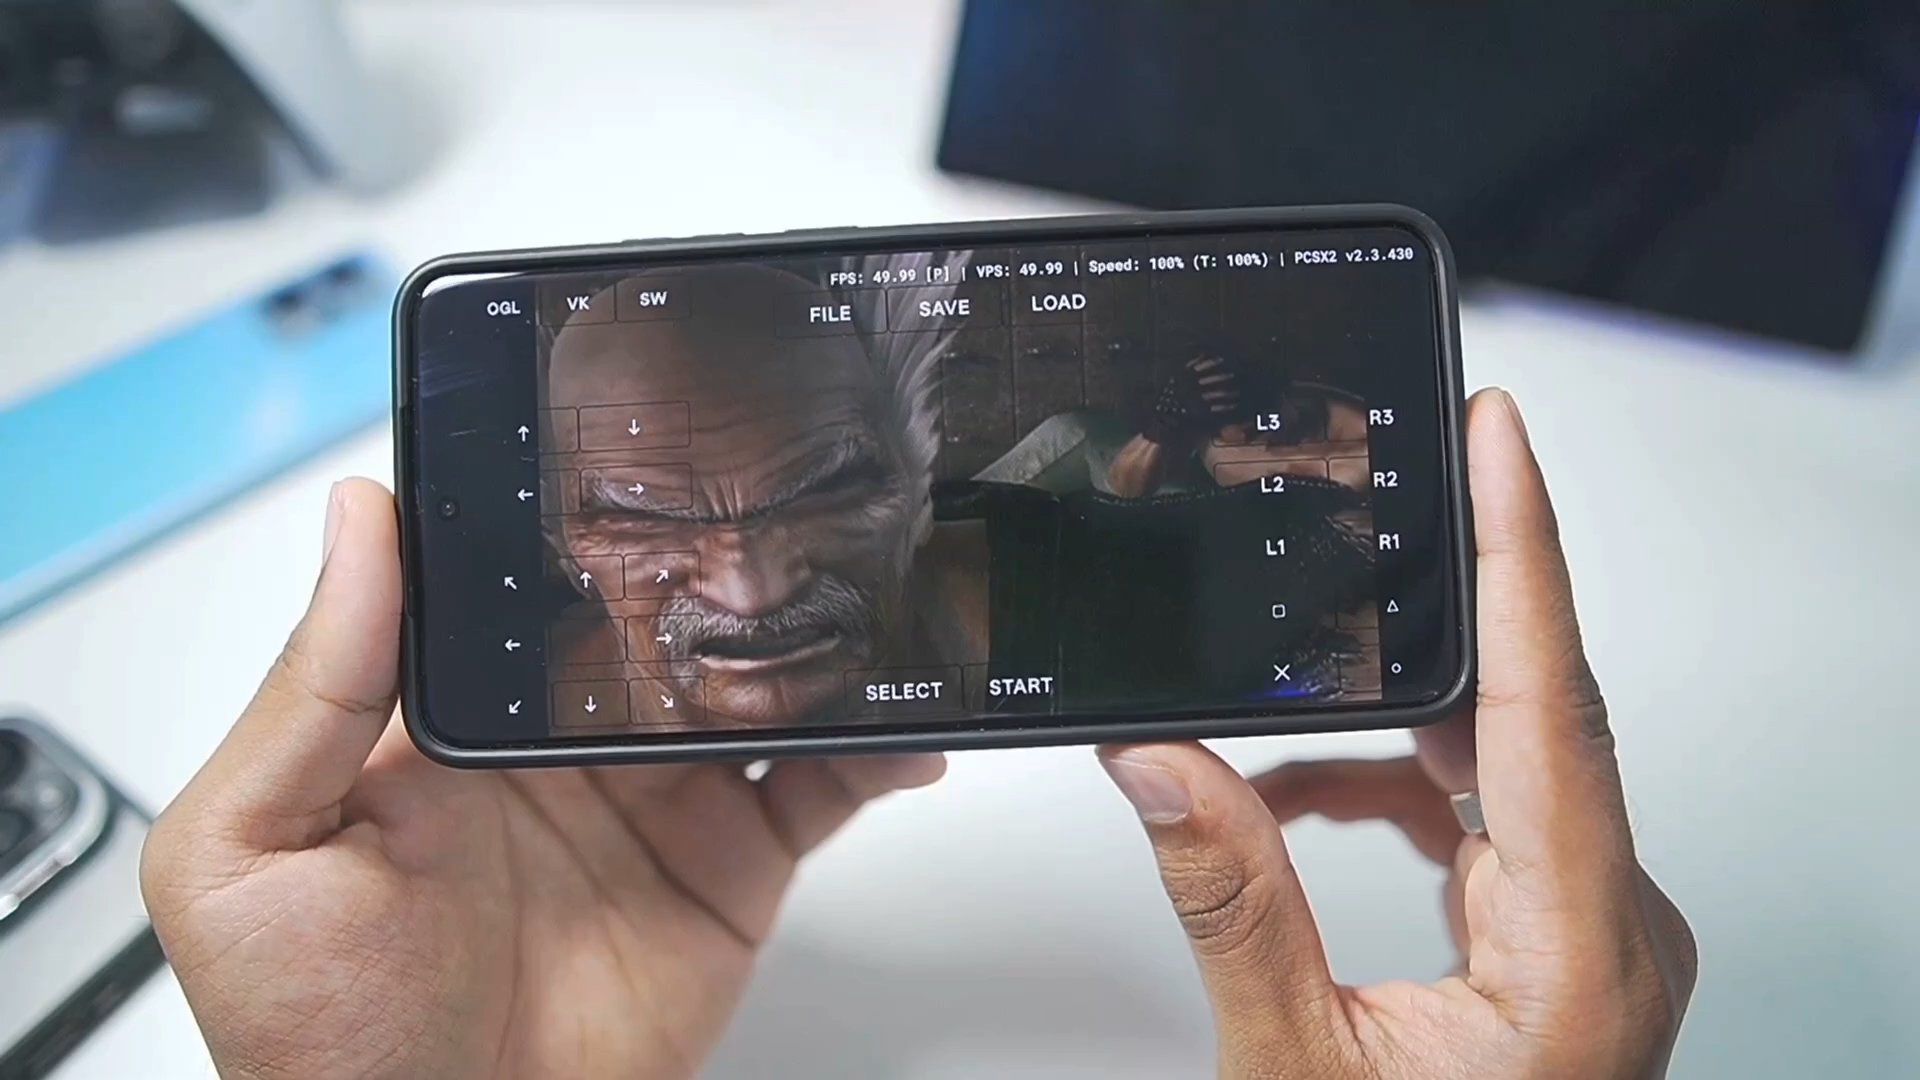 FPS: 49.99 [P] | VPS: 49.99 | Speed: 100% (T: 100%) | PCSX2 v2.3.430
OGL VK SW FILE SAVE LOAD
↑ ↓ L3 R3
← → L2 R2
L1 R1
↖ ↑ ↗ □ △
← →
↙ ↓ ↘ SELECT START × ○